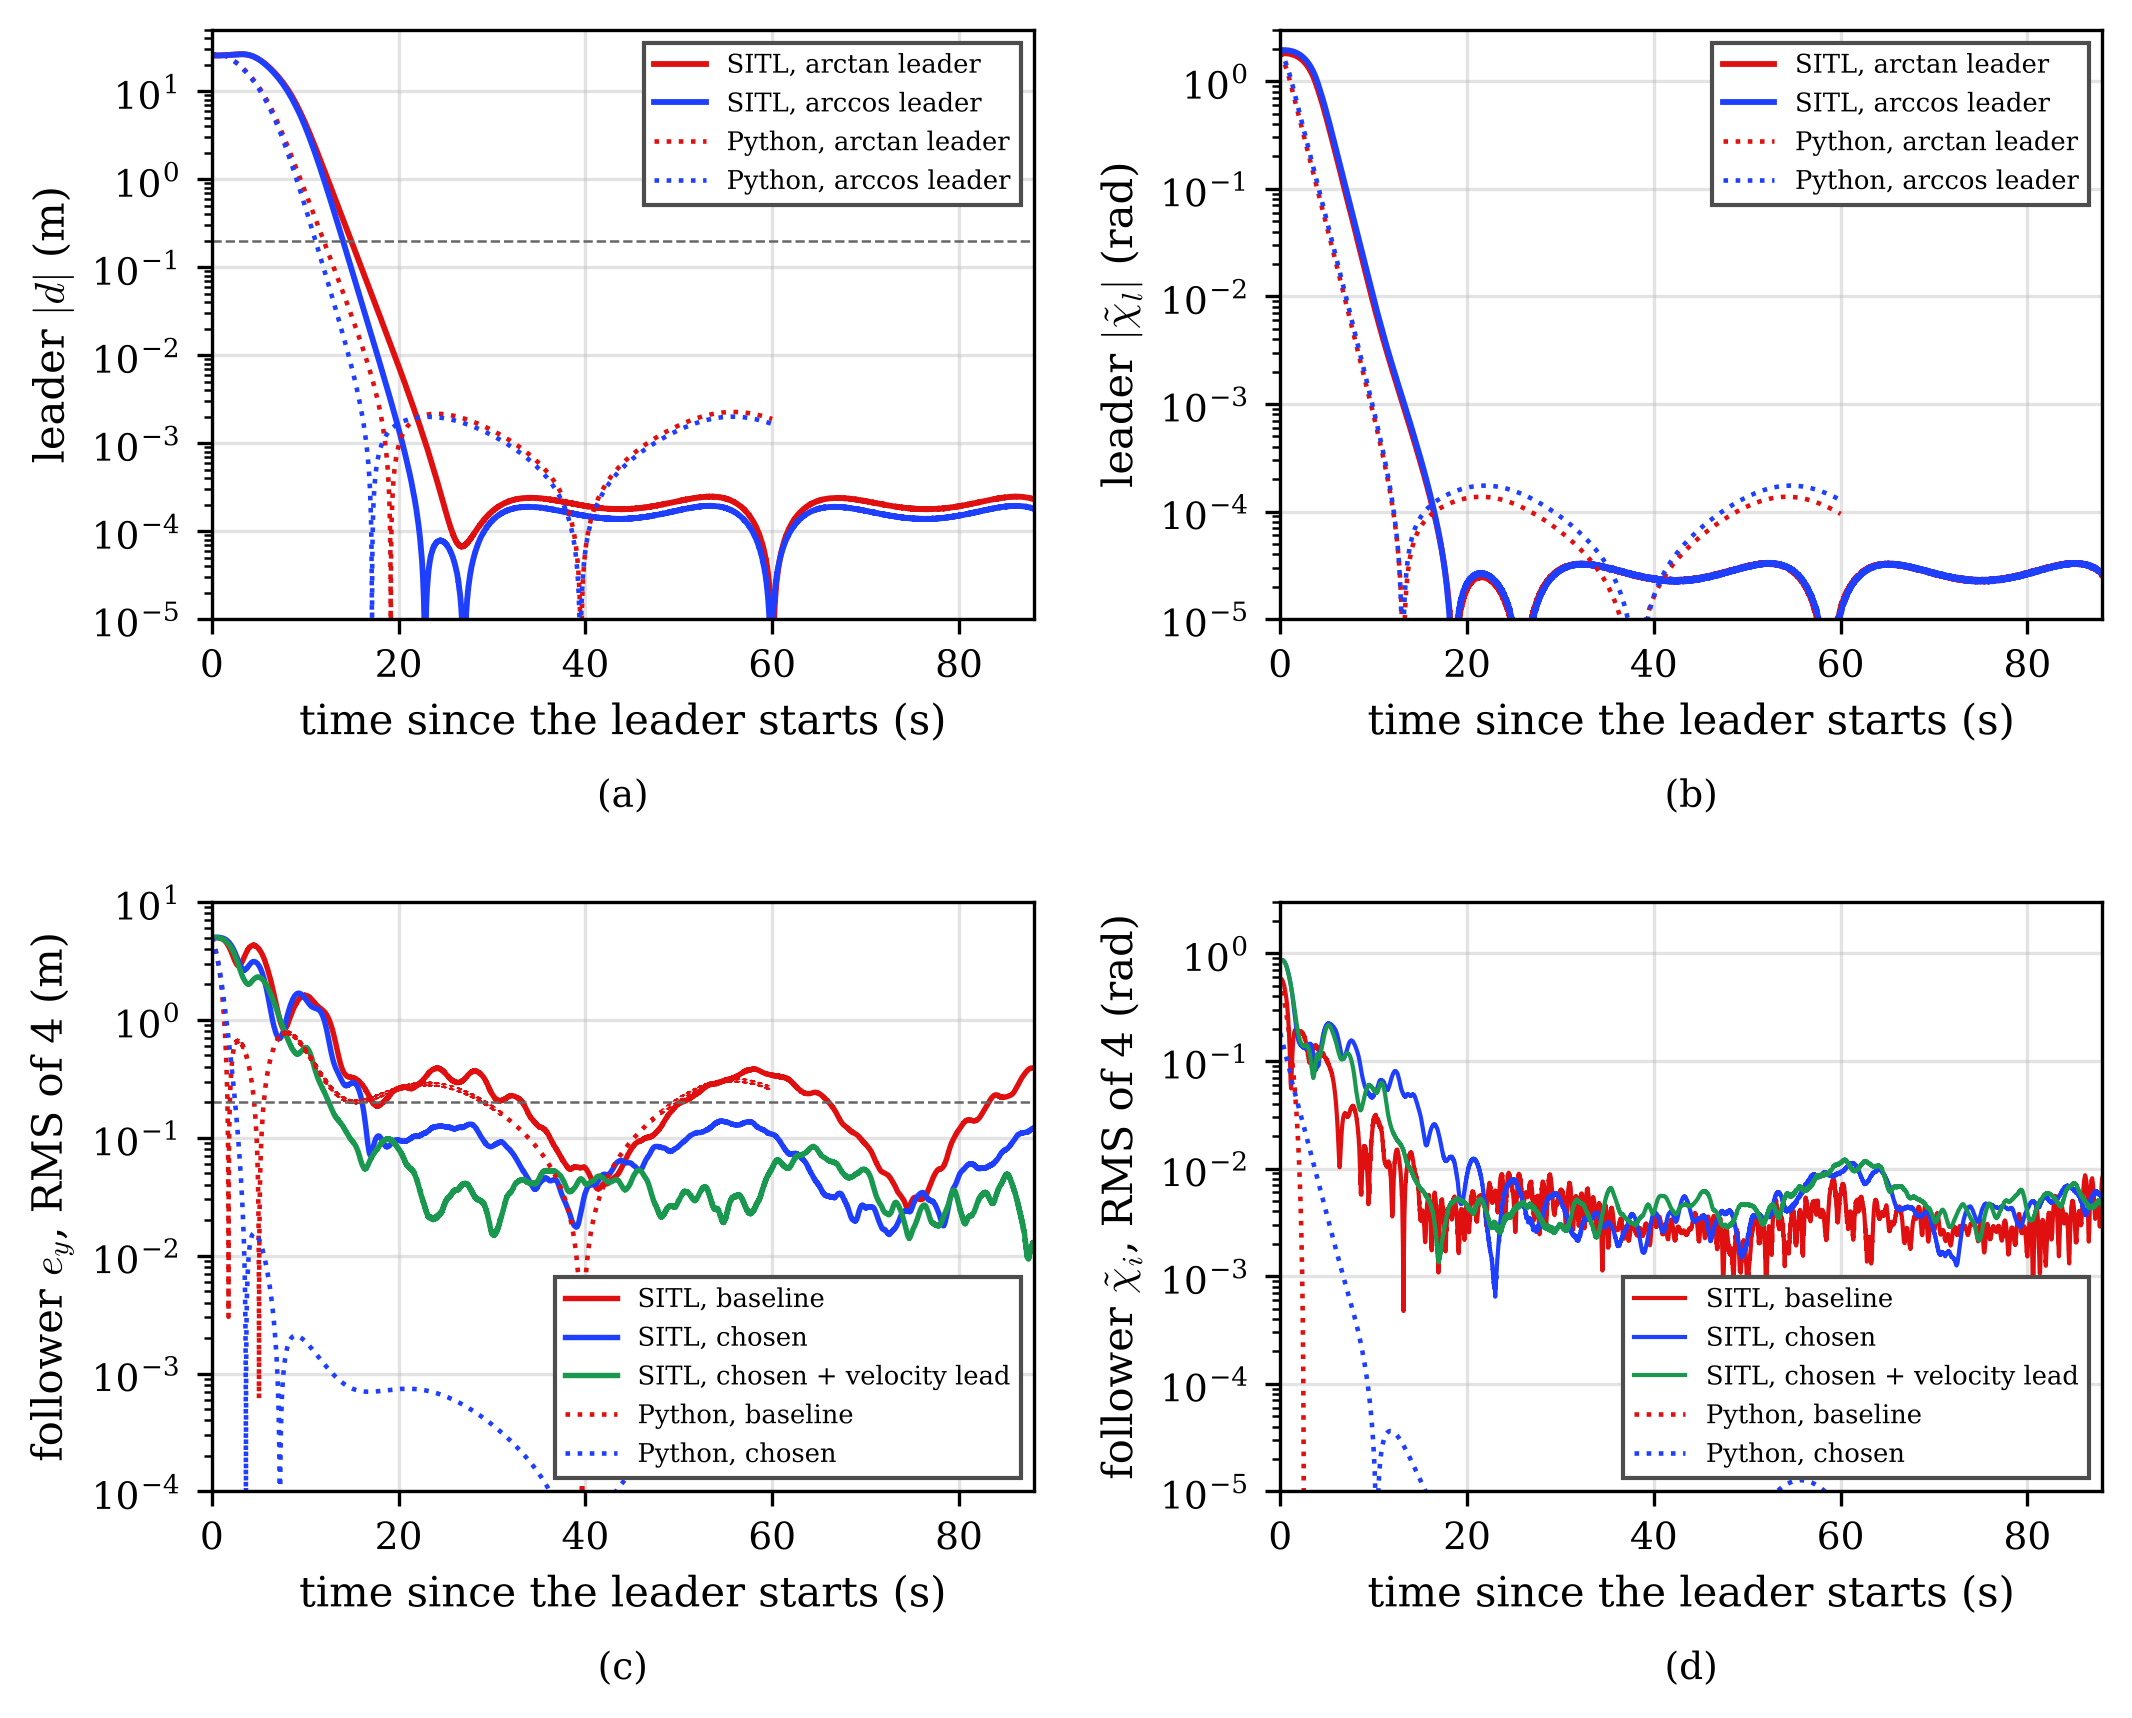 leader |d| (m)
10^1
10^0
10^−1
10^−2
10^−3
10^−4
10^−5
0 20 40 60 80
time since the leader starts (s)
SITL, arctan leader
SITL, arccos leader
Python, arctan leader
Python, arccos leader
(a)
leader |χ̃_l| (rad)
10^0
10^−1
10^−2
10^−3
10^−4
10^−5
0 20 40 60 80
time since the leader starts (s)
SITL, arctan leader
SITL, arccos leader
Python, arctan leader
Python, arccos leader
(b)
follower e_y, RMS of 4 (m)
10^1
10^0
10^−1
10^−2
10^−3
10^−4
0 20 40 60 80
time since the leader starts (s)
SITL, baseline
SITL, chosen
SITL, chosen + velocity lead
Python, baseline
Python, chosen
(c)
follower χ̃_i, RMS of 4 (rad)
10^0
10^−1
10^−2
10^−3
10^−4
10^−5
0 20 40 60 80
time since the leader starts (s)
SITL, baseline
SITL, chosen
SITL, chosen + velocity lead
Python, baseline
Python, chosen
(d)